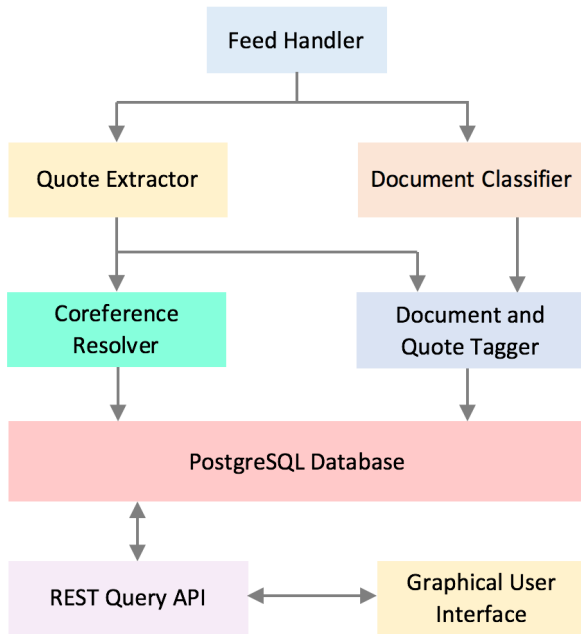 Feed Handler
Quote Extractor
Document Classifier
Coreference
Resolver
Document and
Quote Tagger
PostgreSQL Database
REST Query API
Graphical User
Interface